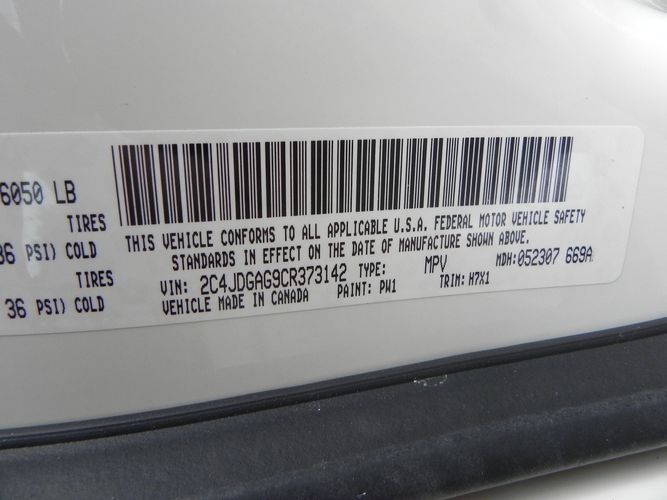 6050 LB
TIRES
36 PSI) COLD
TIRES
36 PSI) COLD
THIS VEHICLE CONFORMS TO ALL APPLICABLE U.S.A. FEDERAL MOTOR VEHICLE SAFETY
STANDARDS IN EFFECT ON THE DATE OF MANUFACTURE SHOWN ABOVE.
VIN: 2C4JDGAG9CR373142 TYPE: MPV MDH:052307 669A
VEHICLE MADE IN CANADA PAINT: PW1 TRIM: H7X1